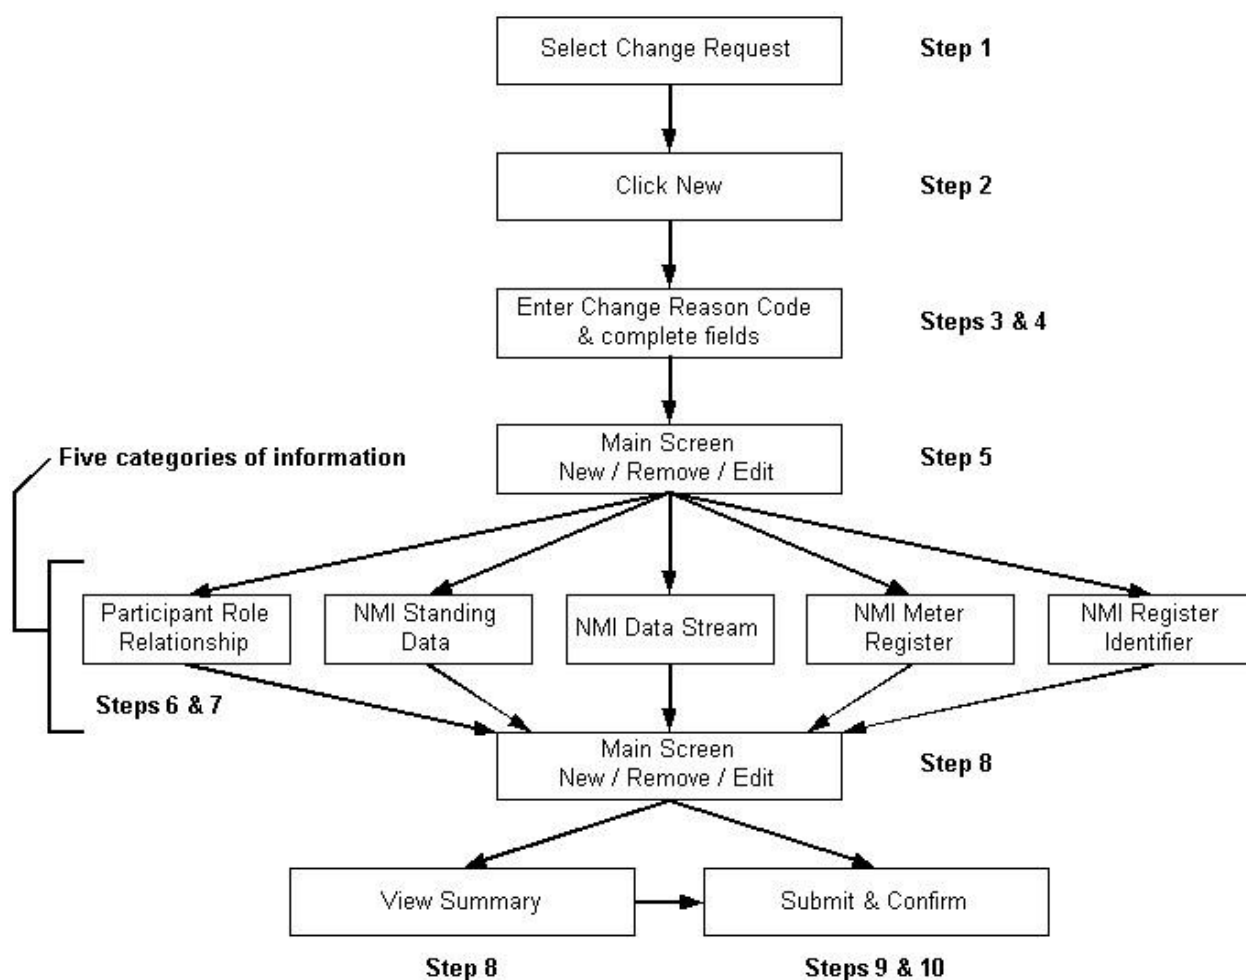 Select Change Request
Step 1
Click New
Step 2
Enter Change Reason Code
& complete fields
Steps 3 & 4
Main Screen
New / Remove / Edit
Step 5
Five categories of information
Participant Role
Relationship
NMI Standing
Data
NMI Data Stream
NMI Meter
Register
NMI Register
Identifier
Steps 6 & 7
Main Screen
New / Remove / Edit
Step 8
View Summary
Submit & Confirm
Step 8
Steps 9 & 10